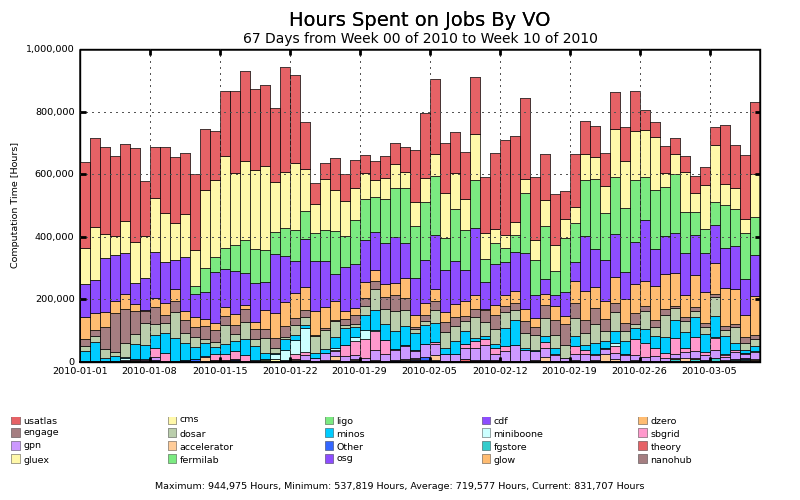 Hours Spent on Jobs By VO
67 Days from Week 00 of 2010 to Week 10 of 2010
Computation Time [Hours]
1,000,000
800,000
600,000
400,000
200,000
0
2010-01-01 2010-01-08 2010-01-15 2010-01-22 2010-01-29 2010-02-05 2010-02-12 2010-02-19 2010-02-26 2010-03-05
usatlas cms ligo cdf dzero
engage dosar minos miniboone sbgrid
gpn accelerator Other fgstore theory
gluex fermilab osg glow nanohub
Maximum: 944,975 Hours, Minimum: 537,819 Hours, Average: 719,577 Hours, Current: 831,707 Hours